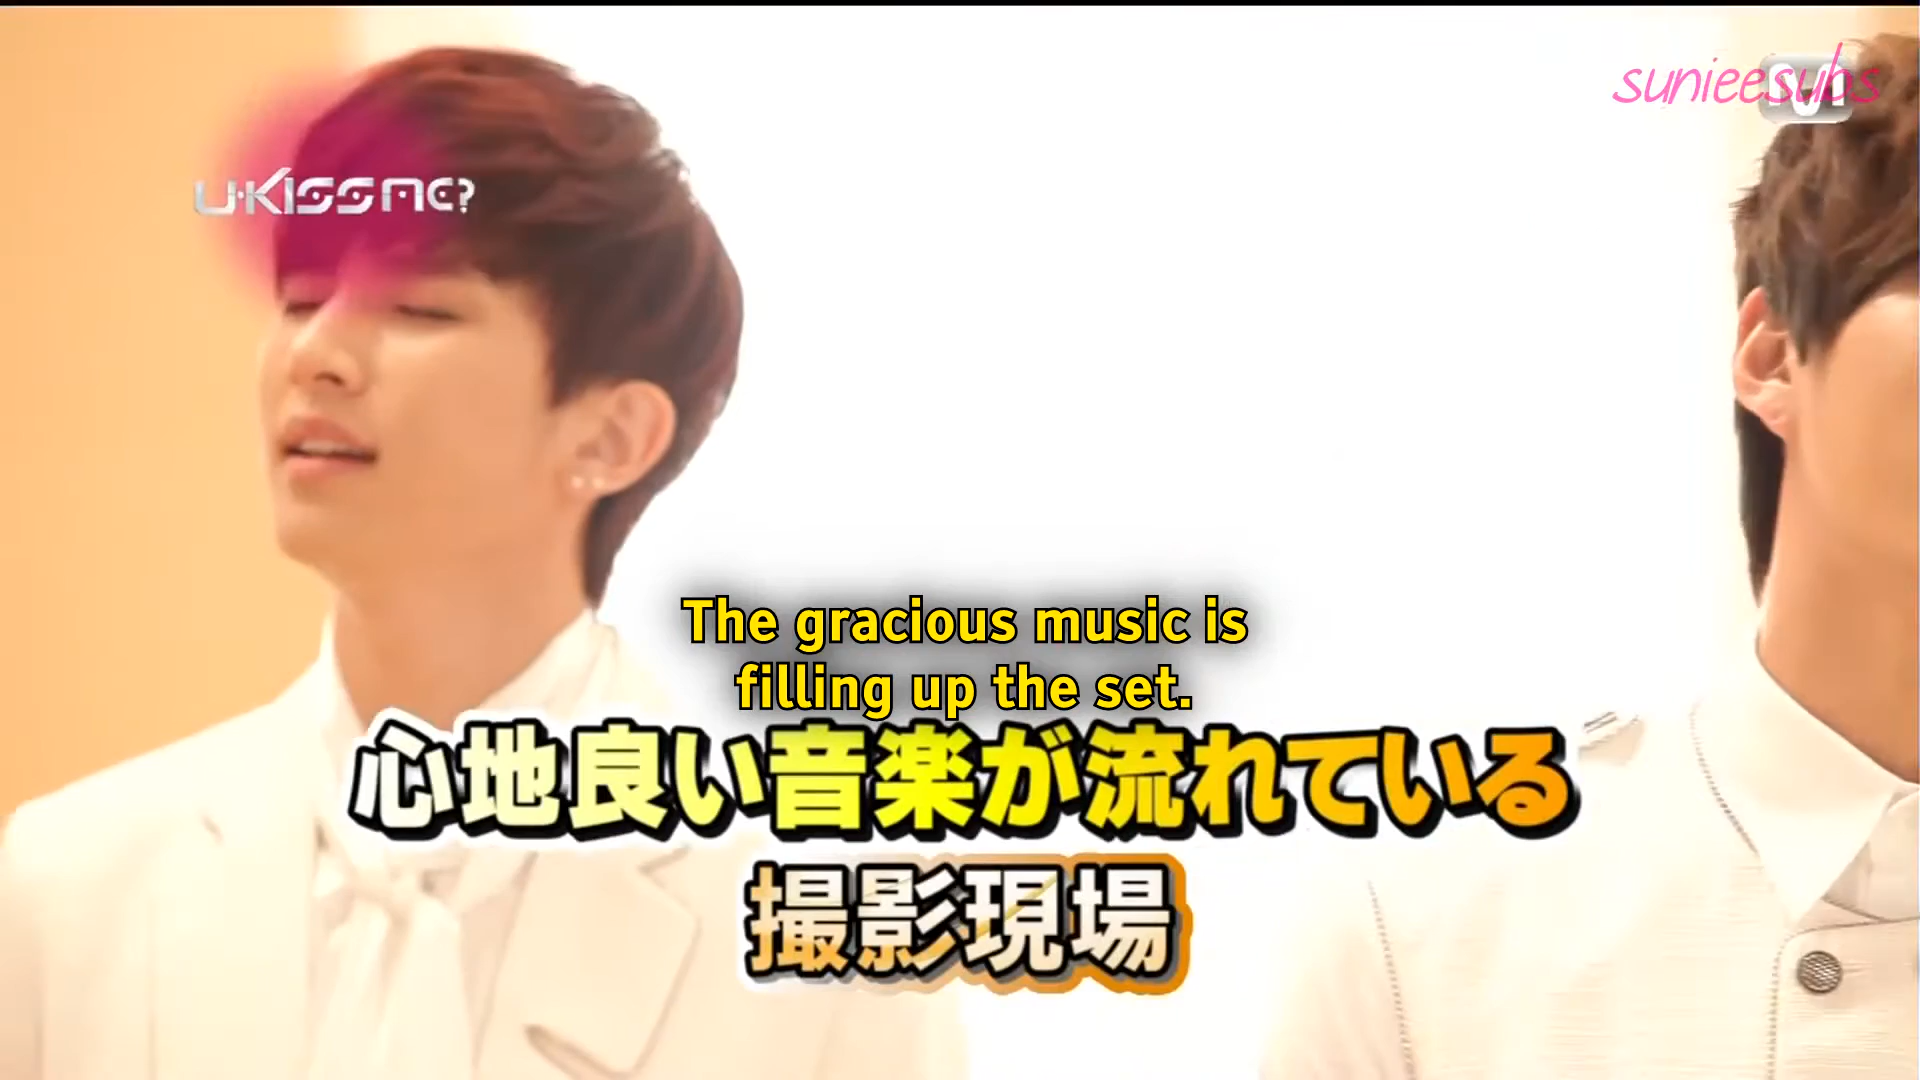 sunieesubs
U-KISS ME?
The gracious music is
filling up the set.
心地良い音楽が流れている
撮影現場